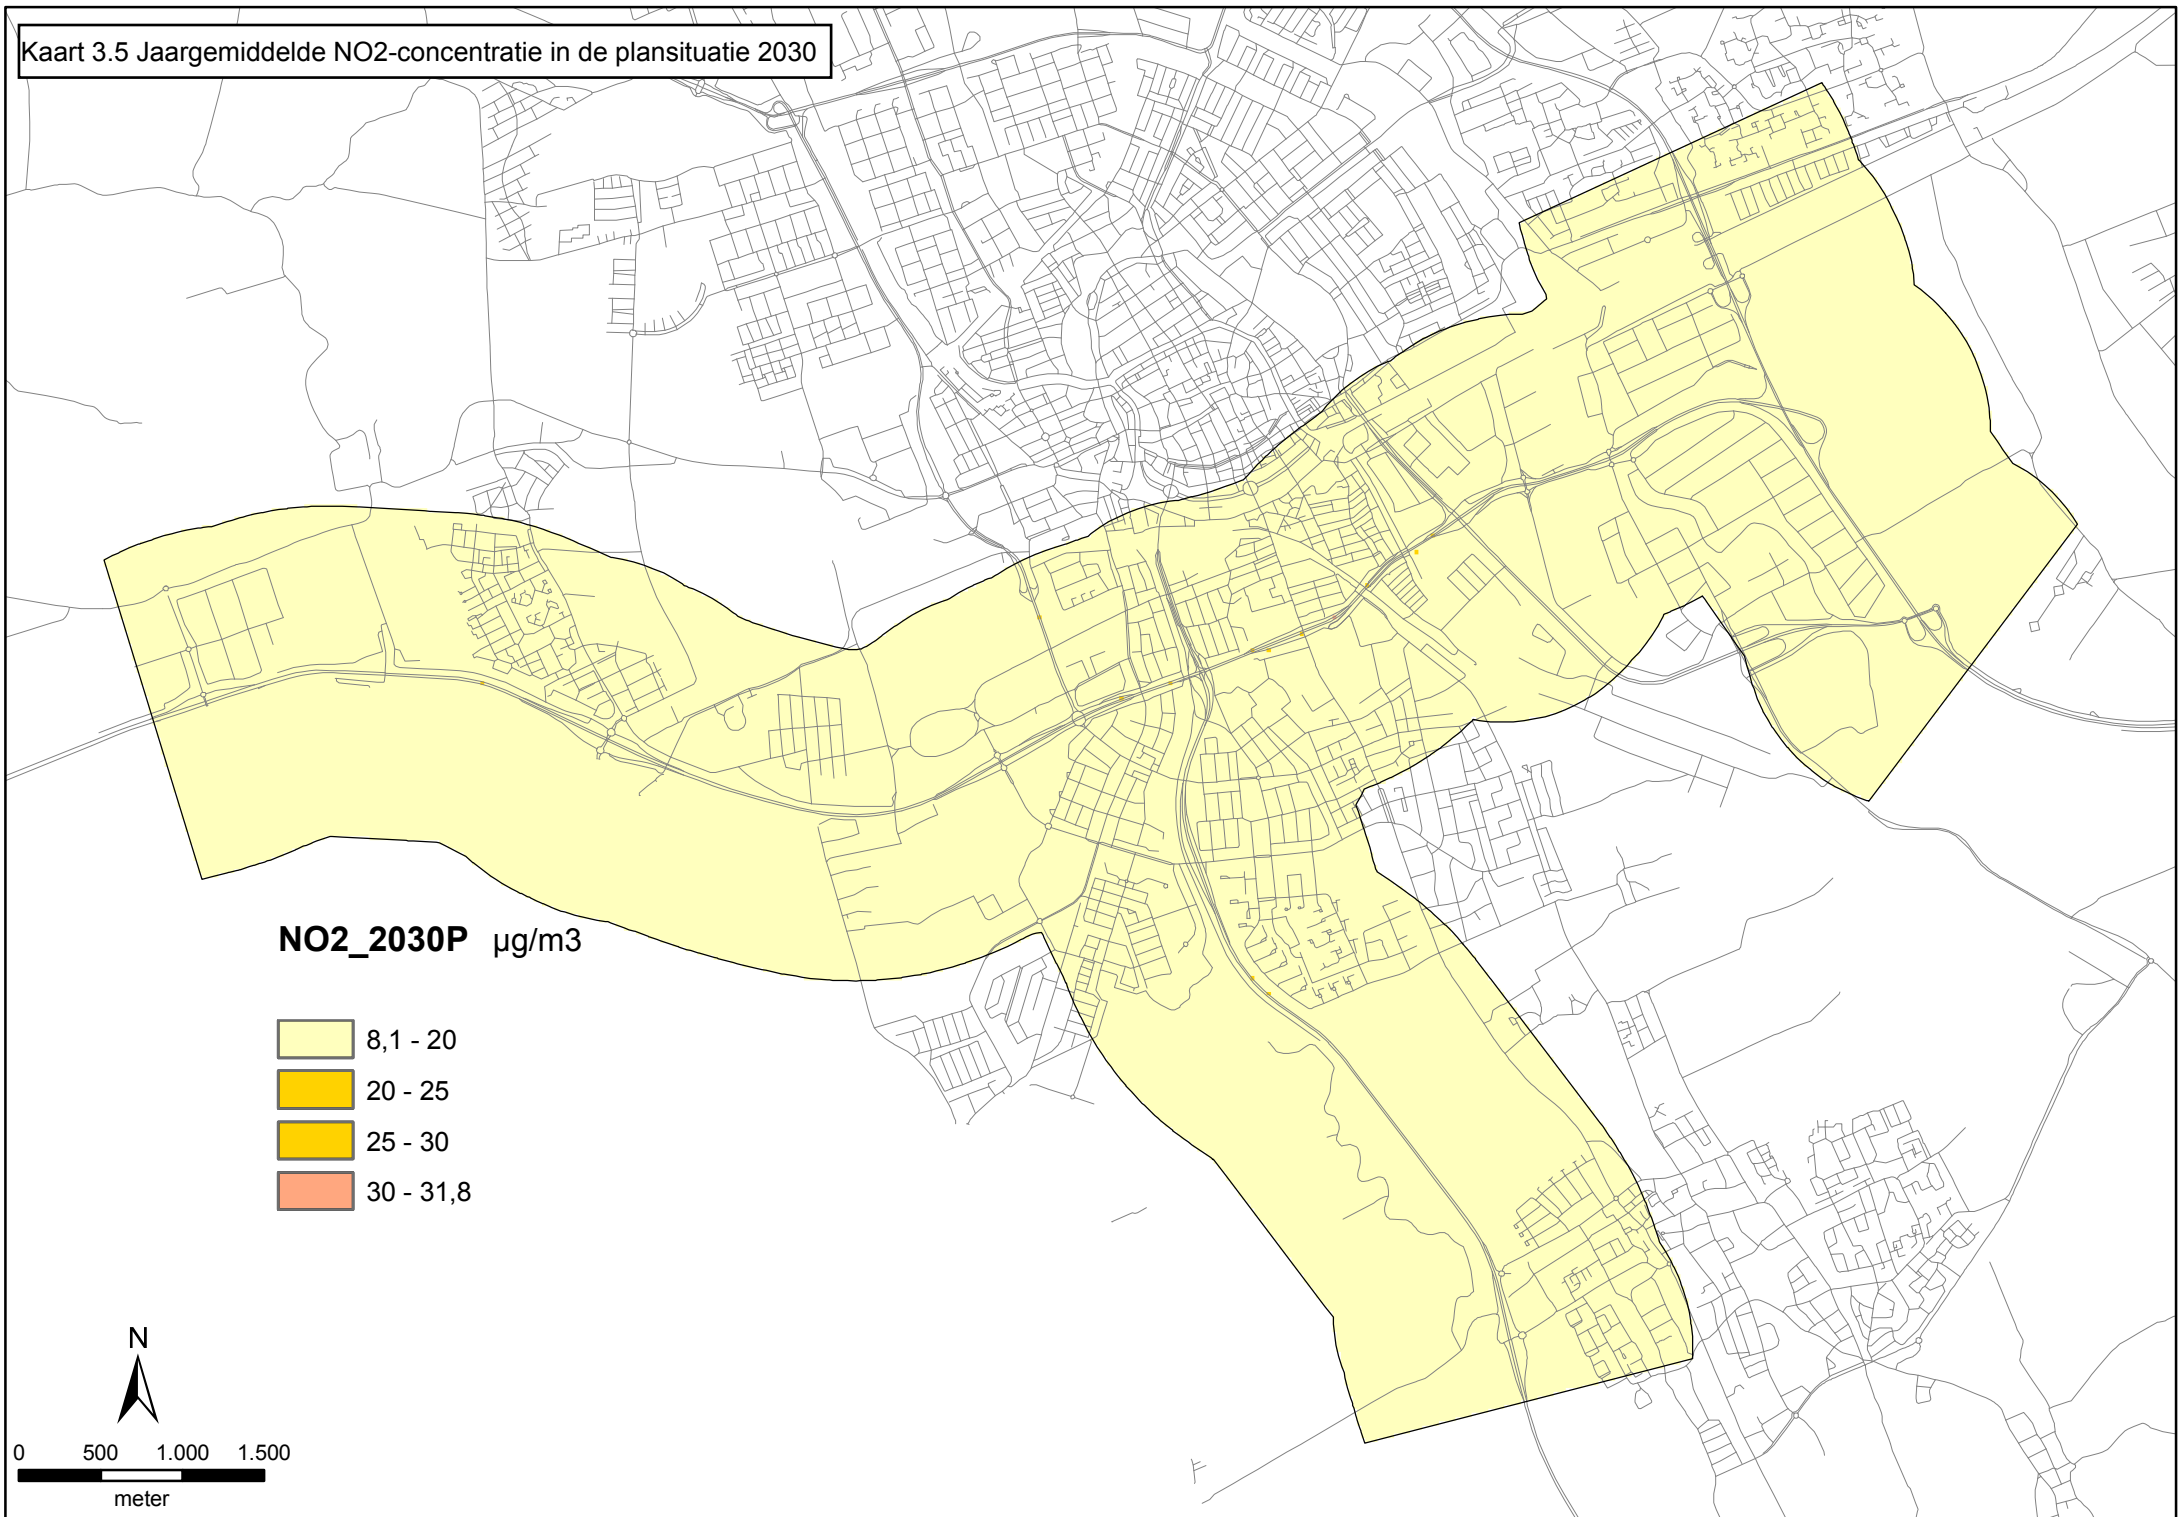 Kaart 3.5 Jaargemiddelde NO2-concentratie in de plansituatie 2030
NO2_2030P µg/m3
8,1 - 20
20 - 25
25 - 30
30 - 31,8
N
0 500 1.000 1.500
meter